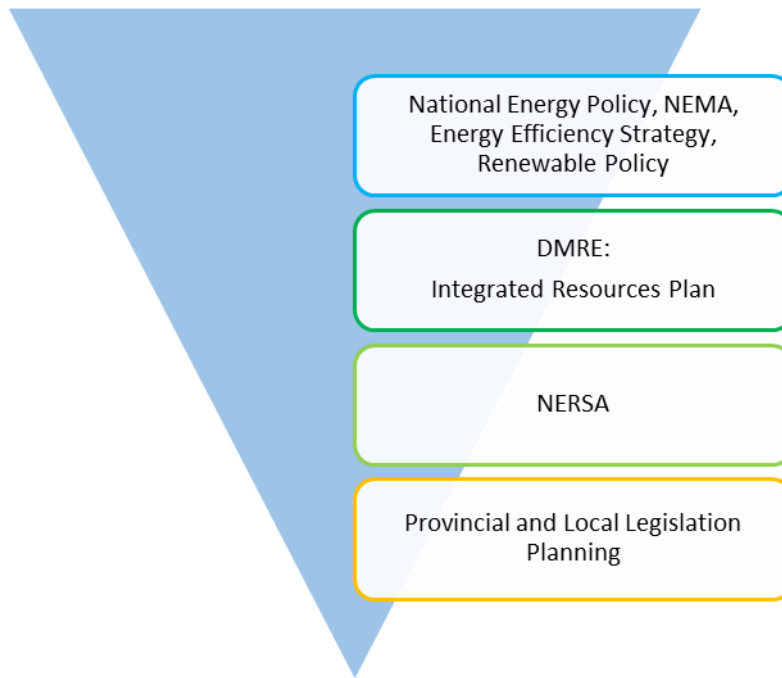 National Energy Policy, NEMA,
Energy Efficiency Strategy,
Renewable Policy
DMRE:
Integrated Resources Plan
NERSA
Provincial and Local Legislation
Planning